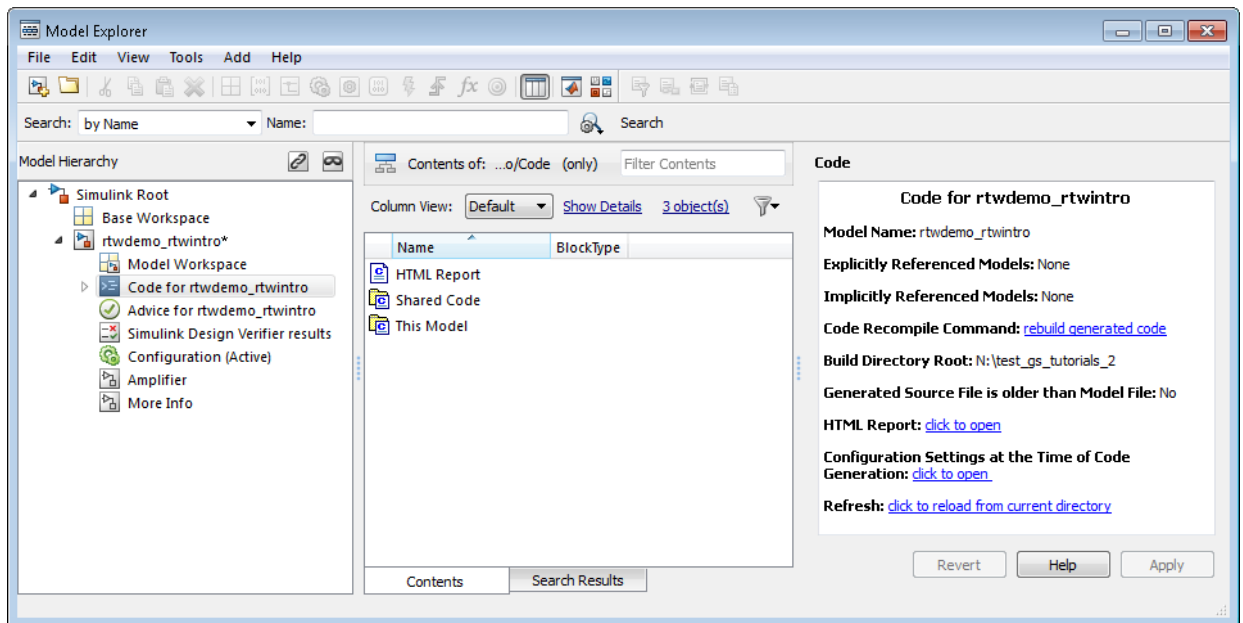 Model Explorer
File Edit View Tools Add Help
fx
Search: by Name Name: Search
Model Hierarchy
Simulink Root
Base Workspace
rtwdemo_rtwintro*
Model Workspace
Code for rtwdemo_rtwintro
Advice for rtwdemo_rtwintro
Simulink Design Verifier results
Configuration (Active)
Amplifier
More Info
Contents of: ...o/Code (only) Filter Contents
Column View: Default Show Details 3 object(s)
Name BlockType
HTML Report
Shared Code
This Model
Contents Search Results
Code
Code for rtwdemo_rtwintro
Model Name: rtwdemo_rtwintro
Explicitly Referenced Models: None
Implicitly Referenced Models: None
Code Recompile Command: rebuild generated code
Build Directory Root: N:\test_gs_tutorials_2
Generated Source File is older than Model File: No
HTML Report: click to open
Configuration Settings at the Time of Code
Generation: click to open
Refresh: click to reload from current directory
Revert Help Apply